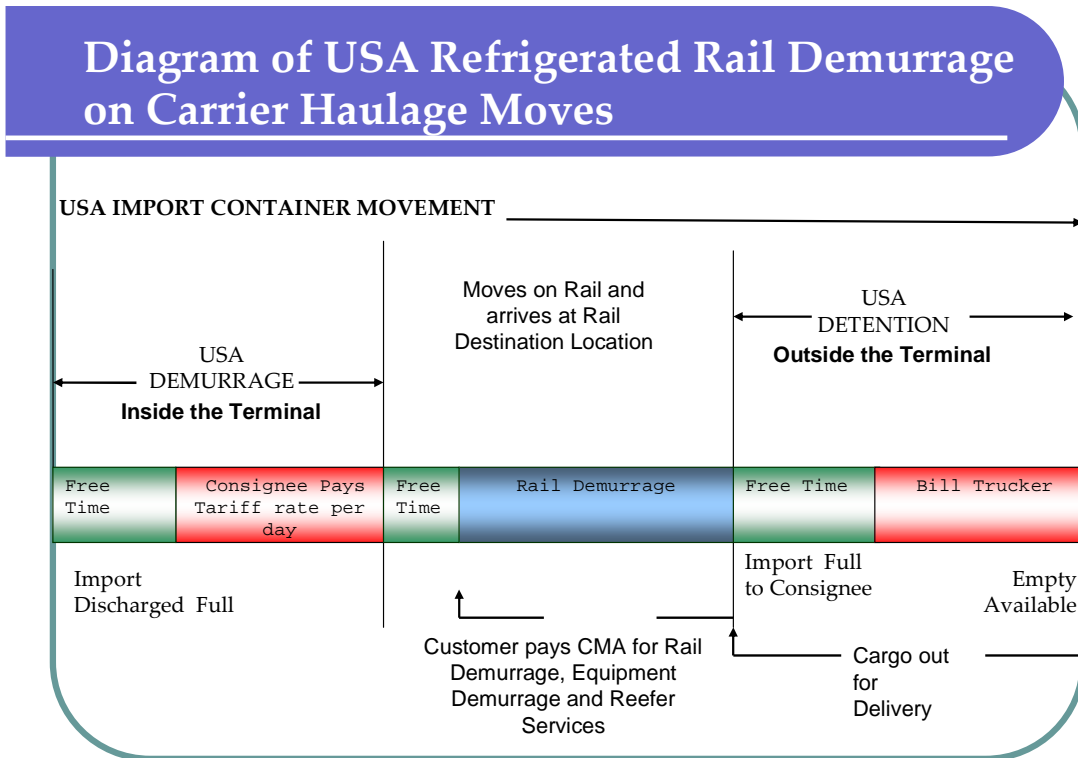 Diagram of USA Refrigerated Rail Demurrage
on Carrier Haulage Moves
USA IMPORT CONTAINER MOVEMENT
USA
DEMURRAGE
Inside the Terminal
Moves on Rail and
arrives at Rail
Destination Location
USA
DETENTION
Outside the Terminal
Free
Time
Consignee Pays
Tariff rate per
day
Free
Time
Rail Demurrage
Free Time
Bill Trucker
Import
Discharged Full
Customer pays CMA for Rail
Demurrage, Equipment
Demurrage and Reefer
Services
Import Full
to Consignee
Empty
Available
Cargo out
for
Delivery